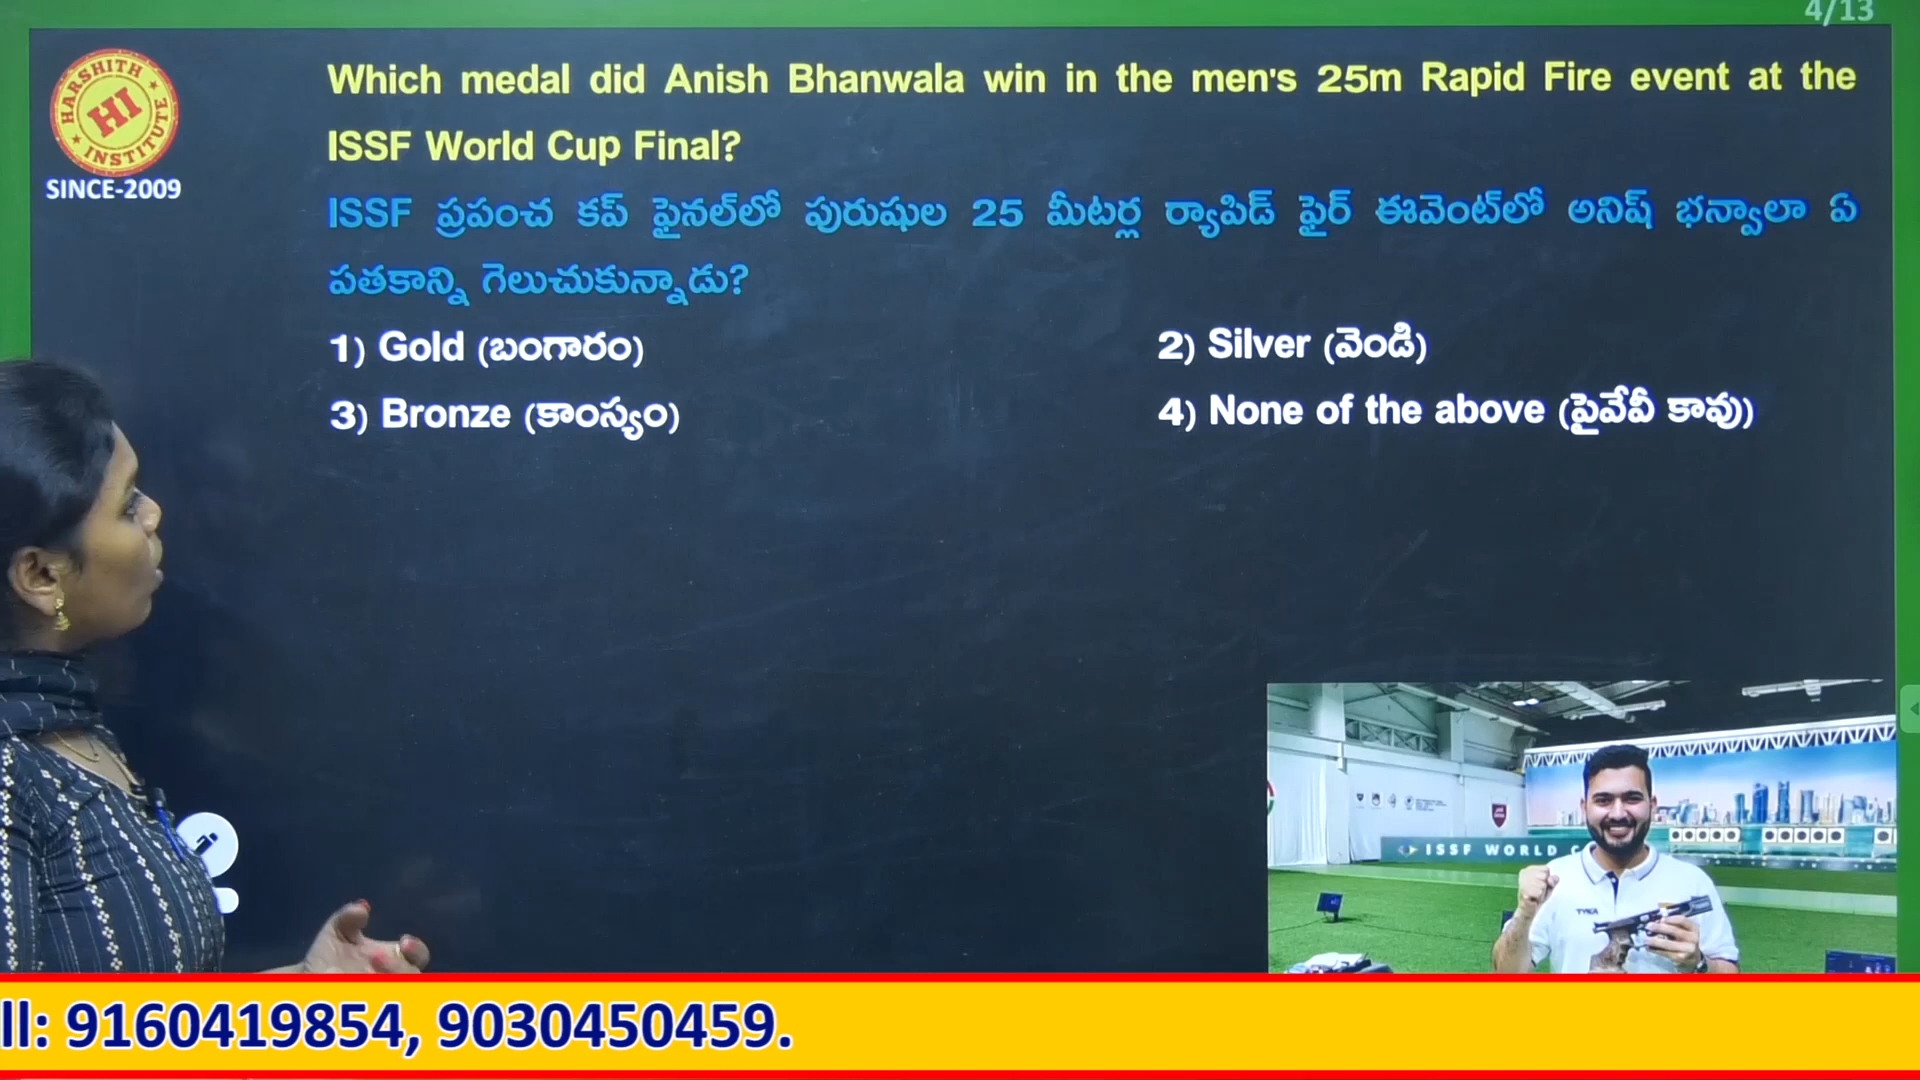 4/13
HARSHITH
HI
INSTITUTE
SINCE-2009
Which medal did Anish Bhanwala win in the men's 25m Rapid Fire event at the
ISSF World Cup Final?
ISSF ప్రపంచ కప్ ఫైనల్‌లో పురుషుల 25 మీటర్ల ర్యాపిడ్ ఫైర్ ఈవెంట్‌లో అనిష్ భన్వాలా ఏ
పతకాన్ని గెలుచుకున్నాడు?
1) Gold (బంగారం)
2) Silver (వెండి)
3) Bronze (కాంస్యం)
4) None of the above (పైవేవీ కావు)
ISSF WORLD C
TYKA
ll: 9160419854, 9030450459.